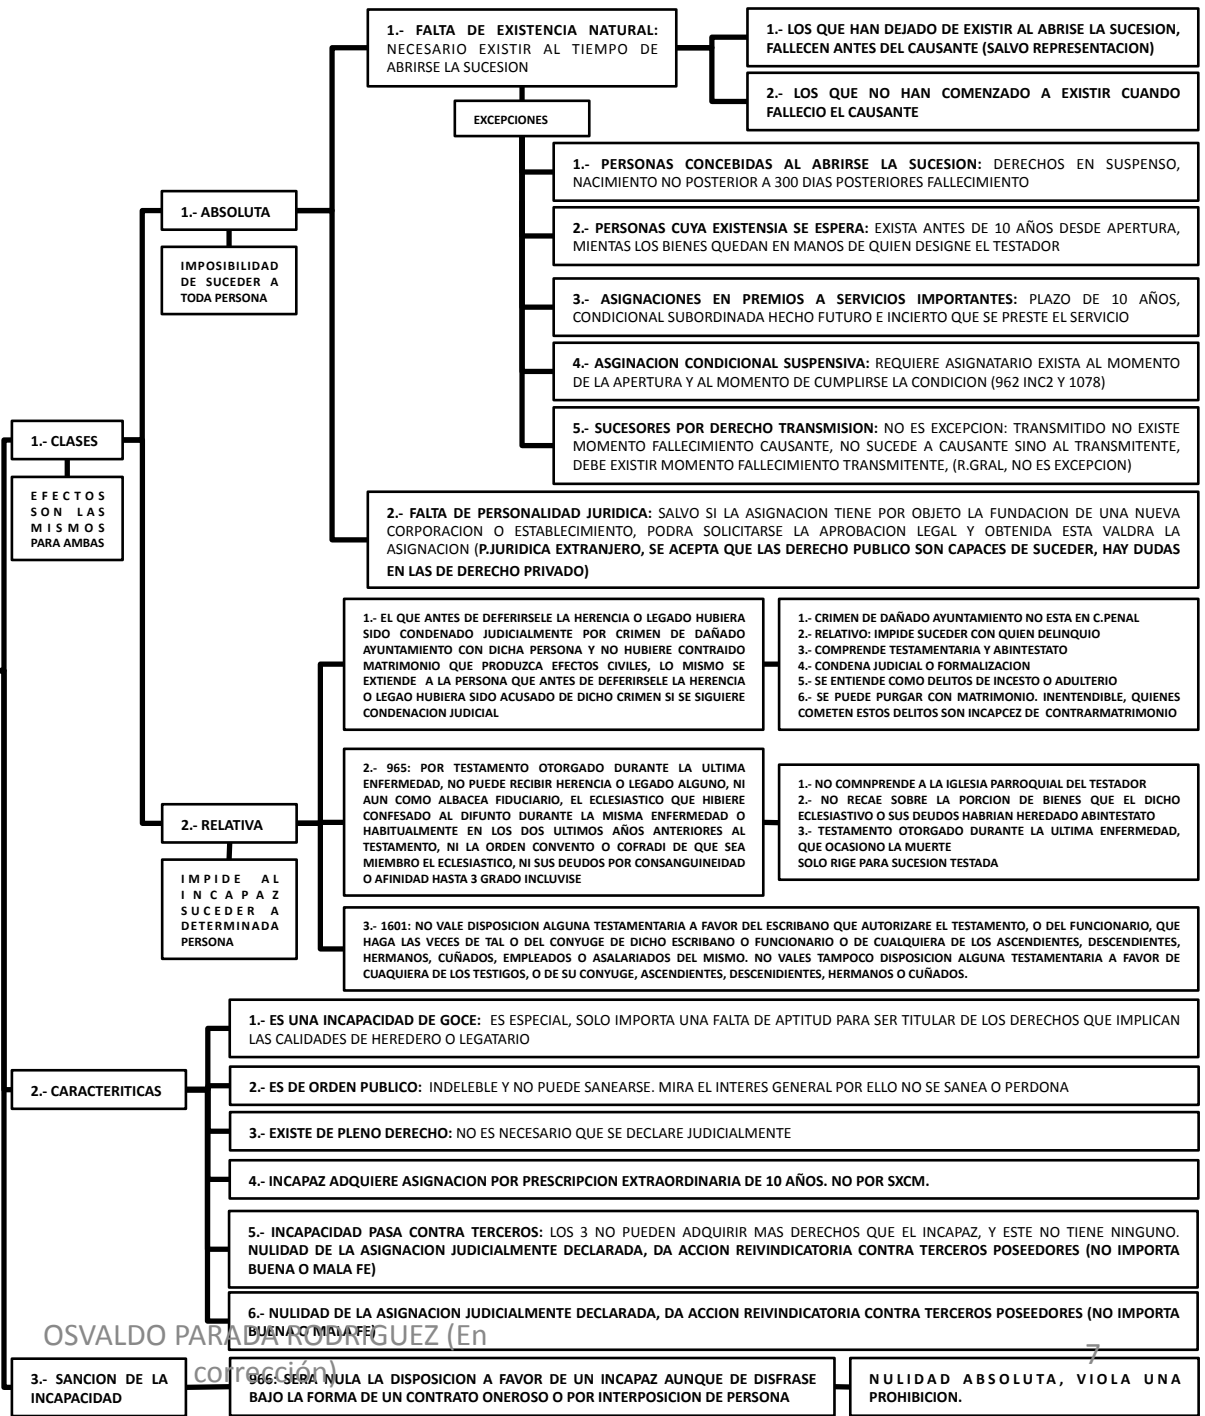 1.- CLASES
EFECTOS
SON LAS
MISMOS
PARA AMBAS
1.- ABSOLUTA
IMPOSIBILIDAD
DE SUCEDER A
TODA PERSONA
1.- FALTA DE EXISTENCIA NATURAL:
NECESARIO EXISTIR AL TIEMPO DE
ABRIRSE LA SUCESION
1.- LOS QUE HAN DEJADO DE EXISTIR AL ABRISE LA SUCESION,
FALLECEN ANTES DEL CAUSANTE (SALVO REPRESENTACION)
2.- LOS QUE NO HAN COMENZADO A EXISTIR CUANDO
FALLECIO EL CAUSANTE
EXCEPCIONES
1.- PERSONAS CONCEBIDAS AL ABRIRSE LA SUCESION: DERECHOS EN SUSPENSO,
NACIMIENTO NO POSTERIOR A 300 DIAS POSTERIORES FALLECIMIENTO
2.- PERSONAS CUYA EXISTENSIA SE ESPERA: EXISTA ANTES DE 10 AÑOS DESDE APERTURA,
MIENTAS LOS BIENES QUEDAN EN MANOS DE QUIEN DESIGNE EL TESTADOR
3.- ASIGNACIONES EN PREMIOS A SERVICIOS IMPORTANTES: PLAZO DE 10 AÑOS,
CONDICIONAL SUBORDINADA HECHO FUTURO E INCIERTO QUE SE PRESTE EL SERVICIO
4.- ASGINACION CONDICIONAL SUSPENSIVA: REQUIERE ASIGNATARIO EXISTA AL MOMENTO
DE LA APERTURA Y AL MOMENTO DE CUMPLIRSE LA CONDICION (962 INC2 Y 1078)
5.- SUCESORES POR DERECHO TRANSMISION: NO ES EXCEPCION: TRANSMITIDO NO EXISTE
MOMENTO FALLECIMIENTO CAUSANTE, NO SUCEDE A CAUSANTE SINO AL TRANSMITENTE,
DEBE EXISTIR MOMENTO FALLECIMIENTO TRANSMITENTE, (R.GRAL, NO ES EXCEPCION)
2.- FALTA DE PERSONALIDAD JURIDICA: SALVO SI LA ASIGNACION TIENE POR OBJETO LA FUNDACION DE UNA NUEVA
CORPORACION O ESTABLECIMIENTO, PODRA SOLICITARSE LA APROBACION LEGAL Y OBTENIDA ESTA VALDRA LA
ASIGNACION (P.JURIDICA EXTRANJERO, SE ACEPTA QUE LAS DERECHO PUBLICO SON CAPACES DE SUCEDER, HAY DUDAS
EN LAS DE DERECHO PRIVADO)
2.- RELATIVA
IMPIDE AL
INCAPAZ
SUCEDER A
DETERMINADA
PERSONA
1.- EL QUE ANTES DE DEFERIRSELE LA HERENCIA O LEGADO HUBIERA
SIDO CONDENADO JUDICIALMENTE POR CRIMEN DE DAÑADO
AYUNTAMIENTO CON DICHA PERSONA Y NO HUBIERE CONTRAIDO
MATRIMONIO QUE PRODUZCA EFECTOS CIVILES, LO MISMO SE
EXTIENDE A LA PERSONA QUE ANTES DE DEFERIRSELE LA HERENCIA
O LEGAO HUBIERA SIDO ACUSADO DE DICHO CRIMEN SI SE SIGUIERE
CONDENACION JUDICIAL
1.- CRIMEN DE DAÑADO AYUNTAMIENTO NO ESTA EN C.PENAL
2.- RELATIVO: IMPIDE SUCEDER CON QUIEN DELINQUIO
3.- COMPRENDE TESTAMENTARIA Y ABINTESTATO
4.- CONDENA JUDICIAL O FORMALIZACION
5.- SE ENTIENDE COMO DELITOS DE INCESTO O ADULTERIO
6.- SE PUEDE PURGAR CON MATRIMONIO. INENTENDIBLE, QUIENES
COMETEN ESTOS DELITOS SON INCAPCEZ DE CONTRARMATRIMONIO
2.- 965: POR TESTAMENTO OTORGADO DURANTE LA ULTIMA
ENFERMEDAD, NO PUEDE RECIBIR HERENCIA O LEGADO ALGUNO, NI
AUN COMO ALBACEA FIDUCIARIO, EL ECLESIASTICO QUE HIBIERE
CONFESADO AL DIFUNTO DURANTE LA MISMA ENFERMEDAD O
HABITUALMENTE EN LOS DOS ULTIMOS AÑOS ANTERIORES AL
TESTAMENTO, NI LA ORDEN CONVENTO O COFRADI DE QUE SEA
MIEMBRO EL ECLESIASTICO, NI SUS DEUDOS POR CONSANGUINEIDAD
O AFINIDAD HASTA 3 GRADO INCLUVISE
1.- NO COMNPRENDE A LA IGLESIA PARROQUIAL DEL TESTADOR
2.- NO RECAE SOBRE LA PORCION DE BIENES QUE EL DICHO
ECLESIASTIVO O SUS DEUDOS HABRIAN HEREDADO ABINTESTATO
3.- TESTAMENTO OTORGADO DURANTE LA ULTIMA ENFERMEDAD,
QUE OCASIONO LA MUERTE
SOLO RIGE PARA SUCESION TESTADA
3.- 1601: NO VALE DISPOSICION ALGUNA TESTAMENTARIA A FAVOR DEL ESCRIBANO QUE AUTORIZARE EL TESTAMENTO, O DEL FUNCIONARIO, QUE
HAGA LAS VECES DE TAL O DEL CONYUGE DE DICHO ESCRIBANO O FUNCIONARIO O DE CUALQUIERA DE LOS ASCENDIENTES, DESCENDIENTES,
HERMANOS, CUÑADOS, EMPLEADOS O ASALARIADOS DEL MISMO. NO VALES TAMPOCO DISPOSICION ALGUNA TESTAMENTARIA A FAVOR DE
CUAQUIERA DE LOS TESTIGOS, O DE SU CONYUGE, ASCENDIENTES, DESCENIDIENTES, HERMANOS O CUÑADOS.
2.- CARACTERITICAS
1.- ES UNA INCAPACIDAD DE GOCE: ES ESPECIAL, SOLO IMPORTA UNA FALTA DE APTITUD PARA SER TITULAR DE LOS DERECHOS QUE IMPLICAN
LAS CALIDADES DE HEREDERO O LEGATARIO
2.- ES DE ORDEN PUBLICO: INDELEBLE Y NO PUEDE SANEARSE. MIRA EL INTERES GENERAL POR ELLO NO SE SANEA O PERDONA
3.- EXISTE DE PLENO DERECHO: NO ES NECESARIO QUE SE DECLARE JUDICIALMENTE
4.- INCAPAZ ADQUIERE ASIGNACION POR PRESCRIPCION EXTRAORDINARIA DE 10 AÑOS. NO POR SXCM.
5.- INCAPACIDAD PASA CONTRA TERCEROS: LOS 3 NO PUEDEN ADQUIRIR MAS DERECHOS QUE EL INCAPAZ, Y ESTE NO TIENE NINGUNO.
NULIDAD DE LA ASIGNACION JUDICIALMENTE DECLARADA, DA ACCION REIVINDICATORIA CONTRA TERCEROS POSEEDORES (NO IMPORTA
BUENA O MALA FE)
6.- NULIDAD DE LA ASIGNACION JUDICIALMENTE DECLARADA, DA ACCION REIVINDICATORIA CONTRA TERCEROS POSEEDORES (NO IMPORTA
BUENA O MALA FE)
3.- SANCION DE LA
INCAPACIDAD
966: SERA NULA LA DISPOSICION A FAVOR DE UN INCAPAZ AUNQUE DE DISFRASE
BAJO LA FORMA DE UN CONTRATO ONEROSO O POR INTERPOSICION DE PERSONA
NULIDAD ABSOLUTA, VIOLA UNA
PROHIBICION.
OSVALDO PARADA RODRIGUEZ (En
corrección)
7